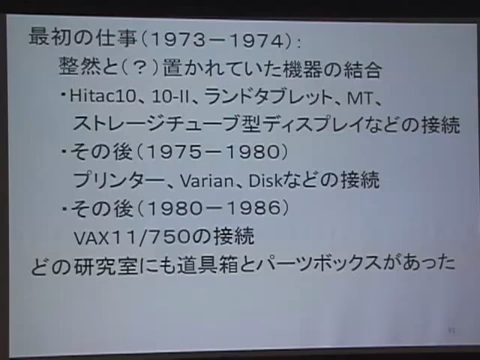 最初の仕事(1973－1974):
整然と(？)置かれていた機器の結合
・Hitac10、10-II、ランドタブレット、MT、
ストレージチューブ型ディスプレイなどの接続
・その後(1975－1980)
プリンター、Varian、Diskなどの接続
・その後(1980－1986)
VAX11/750の接続
どの研究室にも道具箱とパーツボックスがあった